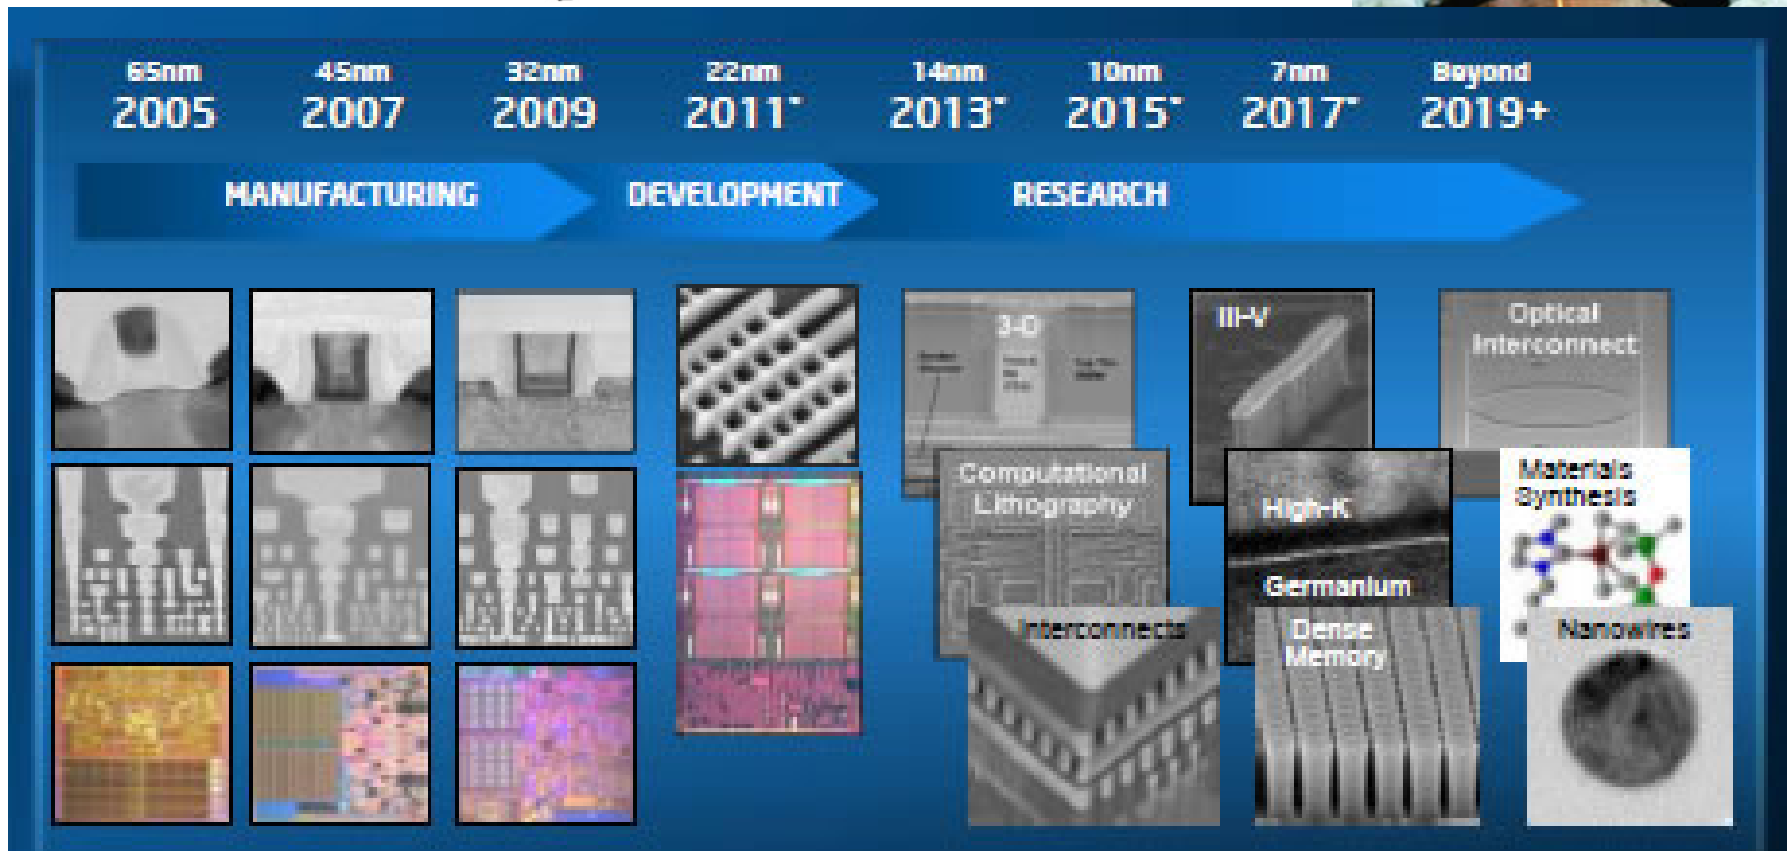 65nm 45nm 32nm 22nm 14nm 10nm 7nm Beyond
2005 2007 2009 2011* 2013* 2015* 2017* 2019+
MANUFACTURING DEVELOPMENT RESEARCH
3-D
III-V
Optical
Interconnect
Computational
Lithography
High-K
Germanium
Materials
Synthesis
Interconnects
Dense
Memory
Nanowires